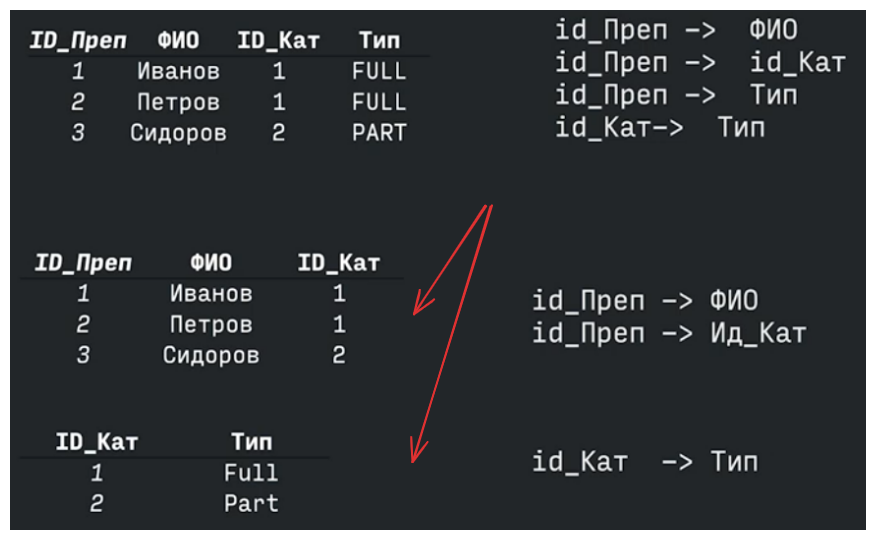 ID_Преп ФИО ID_Кат Тип
1 Иванов 1 FULL
2 Петров 1 FULL
3 Сидоров 2 PART
id_Преп –> ФИО
id_Преп –> id_Кат
id_Преп –> Тип
id_Кат–> Тип
ID_Преп ФИО ID_Кат
1 Иванов 1
2 Петров 1
3 Сидоров 2
id_Преп –> ФИО
id_Преп –> Ид_Кат
ID_Кат Тип
1 Full
2 Part
id_Кат –> Тип